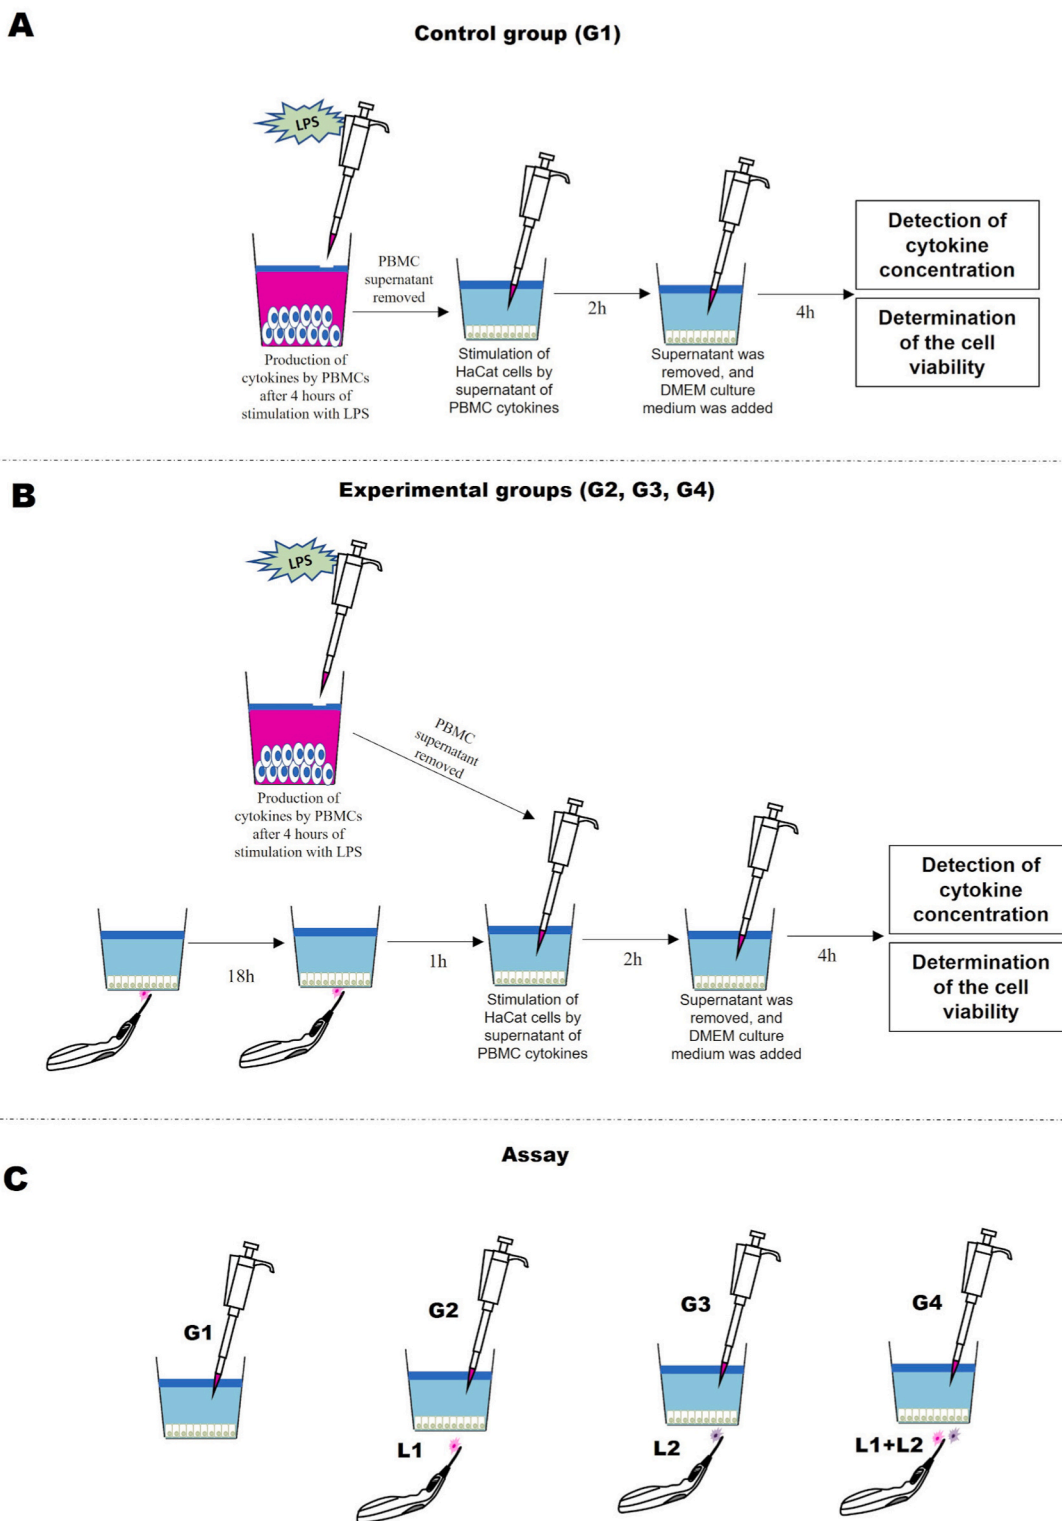 A
Control group (G1)
LPS
PBMC
supernatant
removed
2h
4h
Detection of
cytokine
concentration
Determination
of the cell
viability
Production of
cytokines by PBMCs
after 4 hours of
stimulation with LPS
Stimulation of
HaCat cells by
supernatant of
PBMC cytokines
Supernatant was
removed, and
DMEM culture
medium was added
B
Experimental groups (G2, G3, G4)
LPS
PBMC
supernatant
removed
Production of
cytokines by PBMCs
after 4 hours of
stimulation with LPS
18h
1h
2h
4h
Detection of
cytokine
concentration
Determination
of the cell
viability
Stimulation of
HaCat cells by
supernatant of
PBMC cytokines
Supernatant was
removed, and
DMEM culture
medium was added
Assay
C
G1
G2
G3
G4
L1
L2
L1+L2